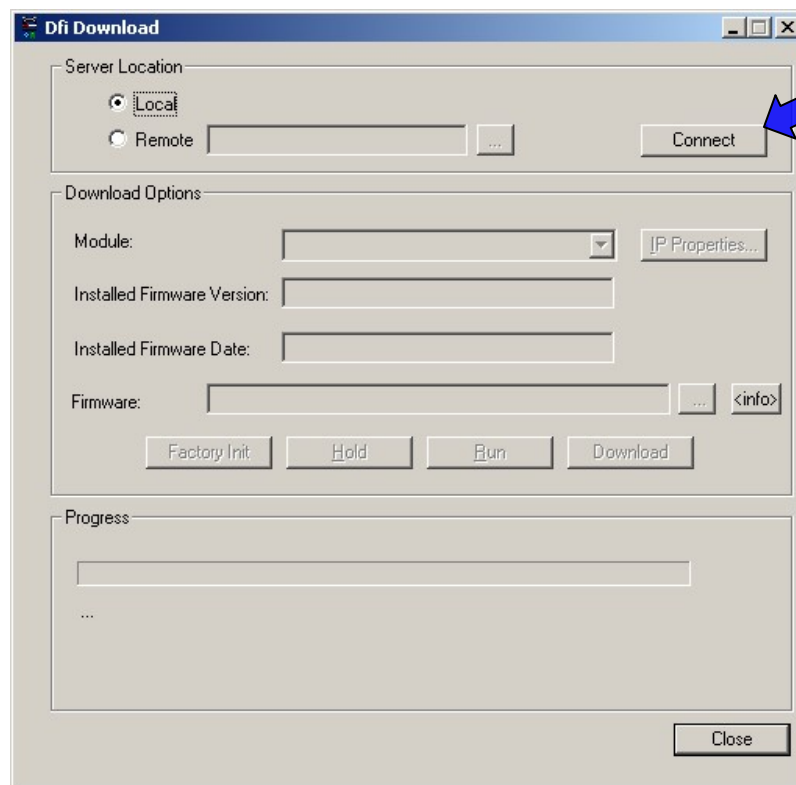 Dfi Download
Server Location
Local
Remote ... Connect
Download Options
Module: IP Properties...
Installed Firmware Version:
Installed Firmware Date:
Firmware: ... <info>
Factory Init Hold Run Download
Progress
...
Close